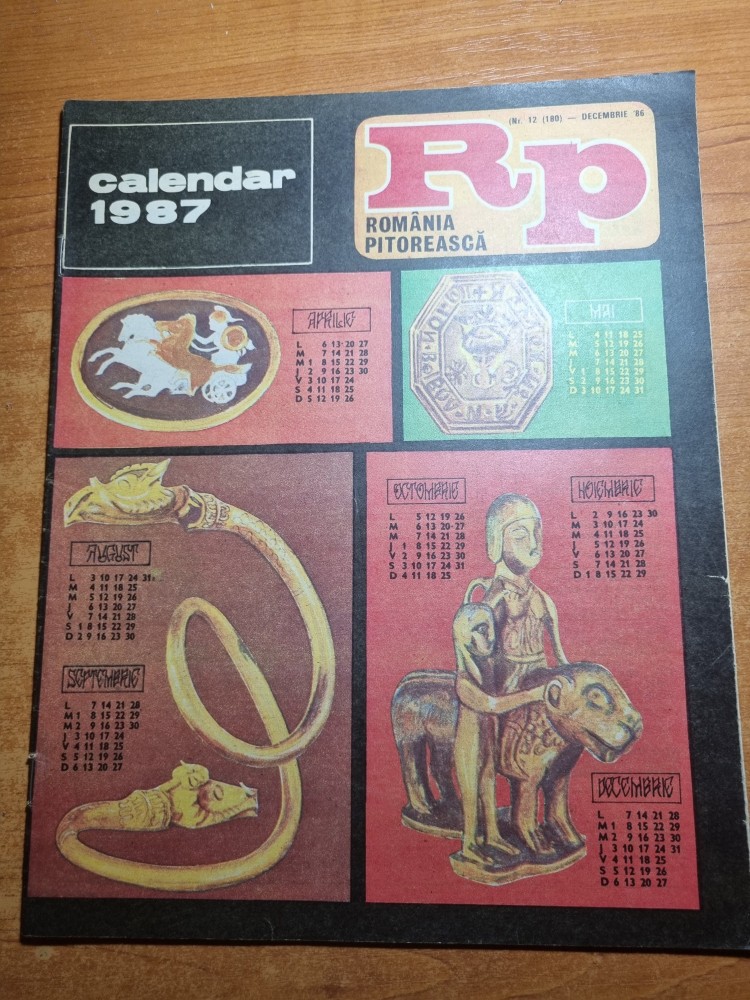 calendar
1987
(Nr. 12 (180) — DECEMBRIE '86
Rp
ROMÂNIA
PITOREASCĂ
APRILIE
L 6 13 20 27
M 7 14 21 28
M 1 8 15 22 29
J 2 9 16 23 30
V 3 10 17 24
S 4 11 18 25
D 5 12 19 26
MAI
L 4 11 18 25
M 5 12 19 26
M 6 13 20 27
J 7 14 21 28
V 1 8 15 22 29
S 2 9 16 23 30
D 3 10 17 24 31
AUGUST
L 3 10 17 24 31
M 4 11 18 25
M 5 12 19 26
J 6 13 20 27
V 7 14 21 28
S 1 8 15 22 29
D 2 9 16 23 30
SEPTEMBRIE
L 7 14 21 28
M 1 8 15 22 29
M 2 9 16 23 30
J 3 10 17 24
V 4 11 18 25
S 5 12 19 26
D 6 13 20 27
OCTOMBRIE
L 5 12 19 26
M 6 13 20 27
M 7 14 21 28
J 1 8 15 22 29
V 2 9 16 23 30
S 3 10 17 24 31
D 4 11 18 25
NOIEMBRIE
L 2 9 16 23 30
M 3 10 17 24
M 4 11 18 25
J 5 12 19 26
V 6 13 20 27
S 7 14 21 28
D 1 8 15 22 29
DECEMBRIE
L 7 14 21 28
M 1 8 15 22 29
M 2 9 16 23 30
J 3 10 17 24 31
V 4 11 18 25
S 5 12 19 26
D 6 13 20 27